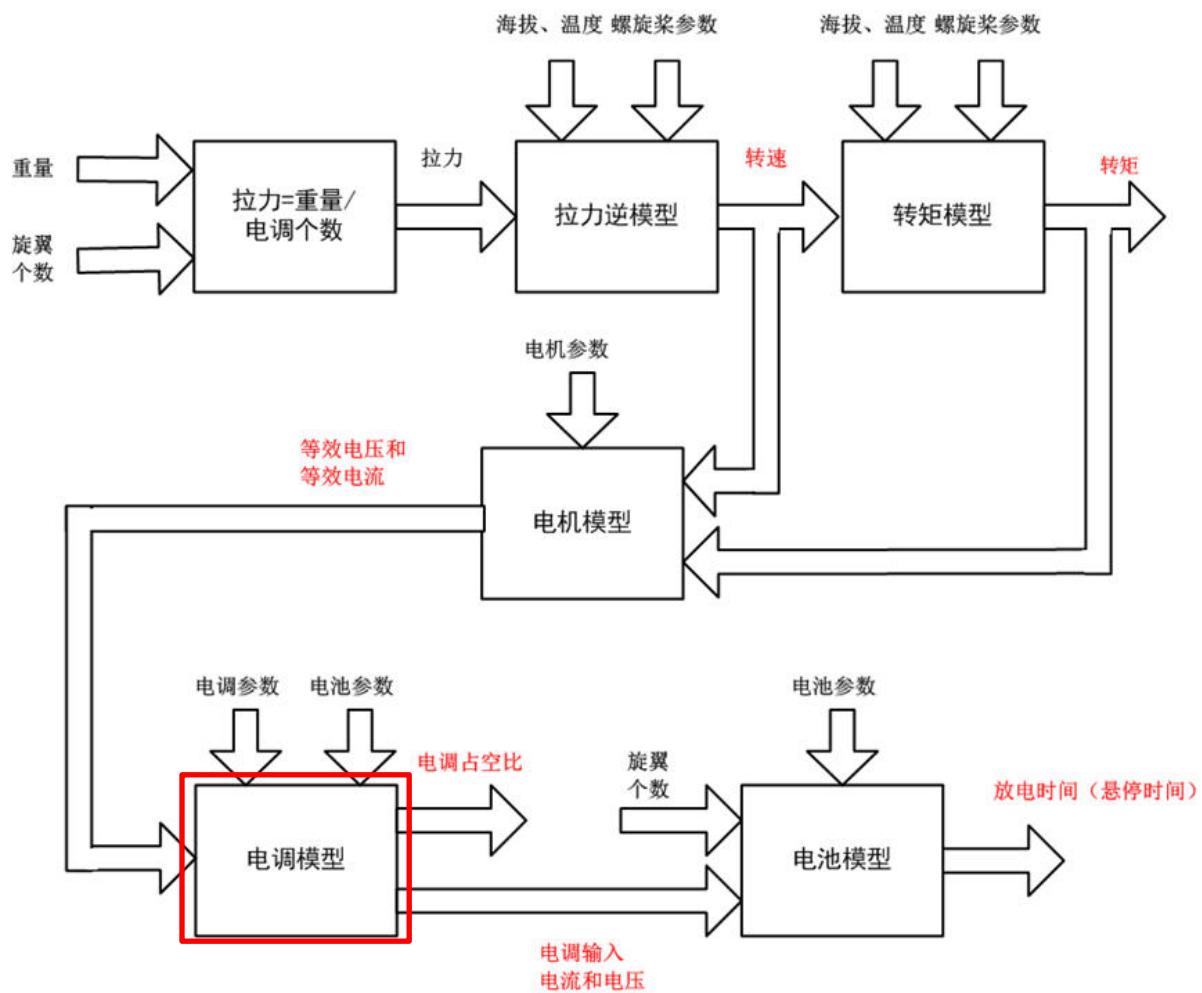 海拔、温度 螺旋桨参数
海拔、温度 螺旋桨参数
重量
旋翼
个数
拉力=重量/
电调个数
拉力
拉力逆模型
转速
转矩模型
转矩
电机参数
等效电压和
等效电流
电机模型
电调参数
电池参数
电调占空比
旋翼
个数
电池参数
放电时间（悬停时间）
电调模型
电池模型
电调输入
电流和电压